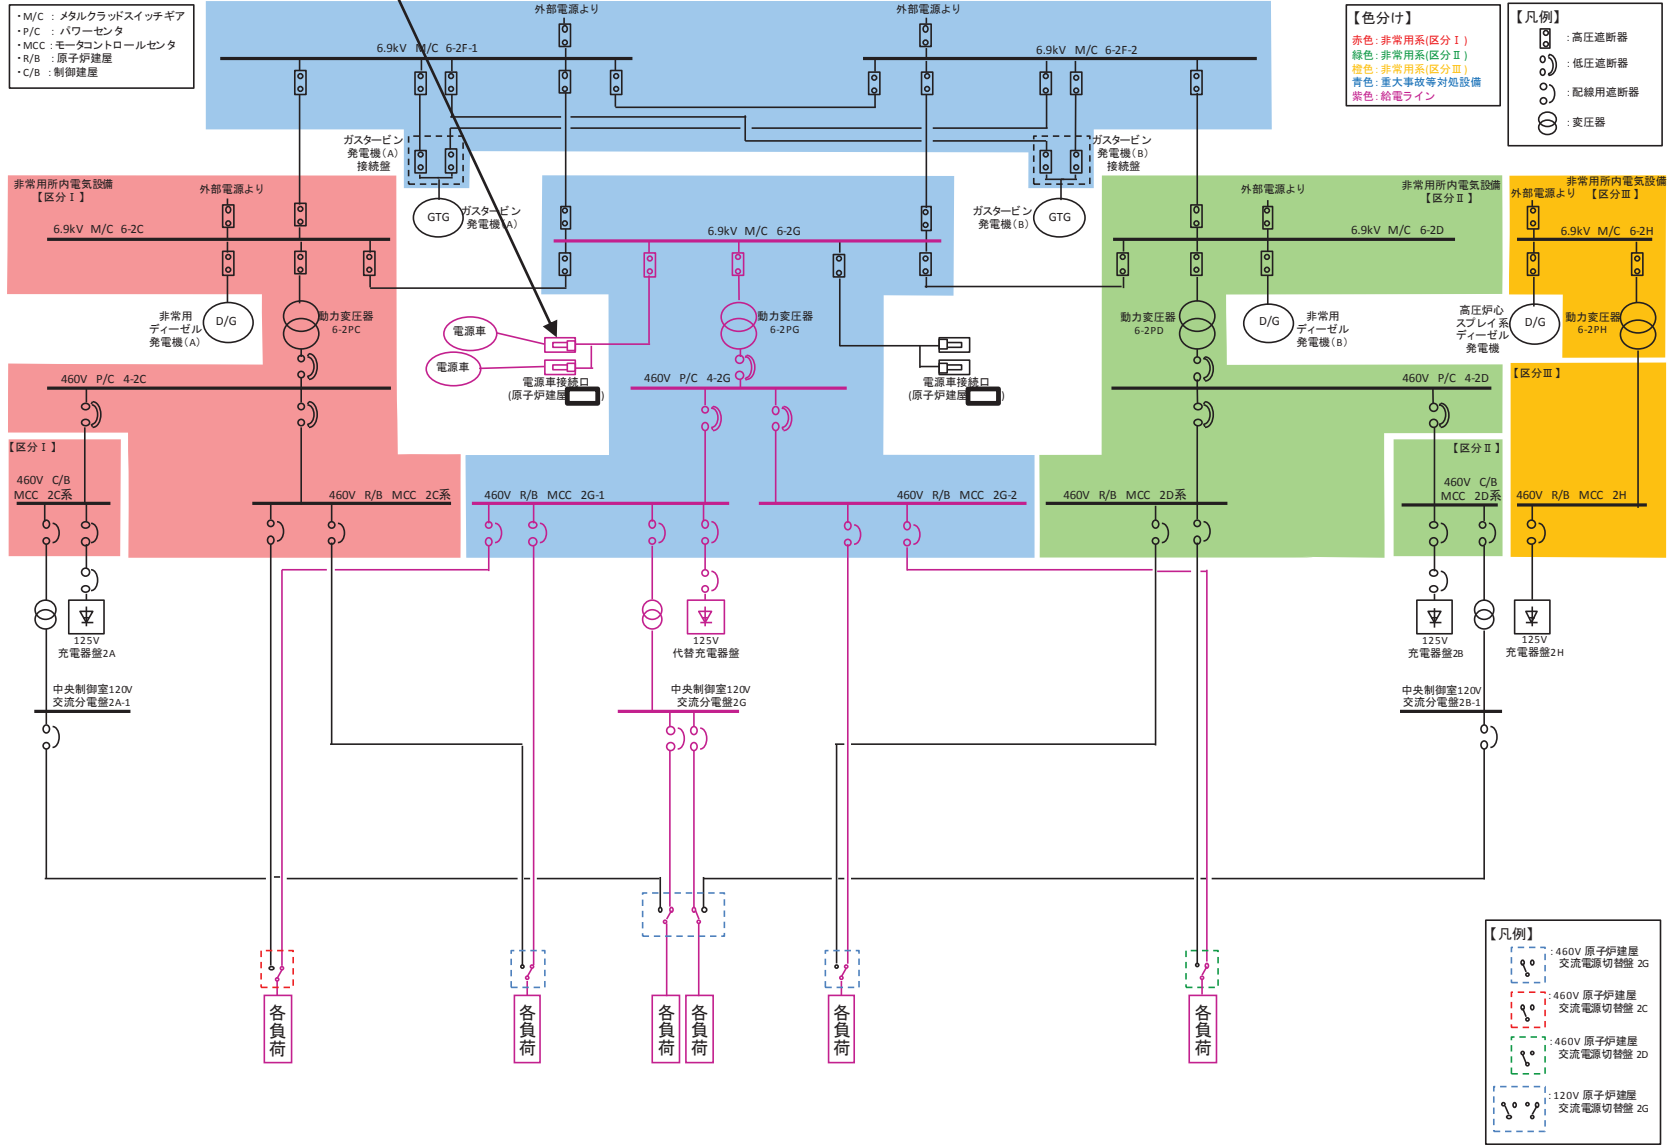 ・M/C ：メタルクラッドスイッチギア
・P/C ：パワーセンタ
・MCC：モータコントロールセンタ
・R/B ：原子炉建屋
・C/B ：制御建屋
外部電源より
外部電源より
6.9kV M/C 6-2F-1
6.9kV M/C 6-2F-2
【色分け】
赤色：非常用系(区分Ⅰ)
緑色：非常用系(区分Ⅱ)
橙色：非常用系(区分Ⅲ)
青色：重大事故等対処設備
紫色：給電ライン
【凡例】
：高圧遮断器
：低圧遮断器
：配線用遮断器
：変圧器
ガスタービン
発電機(A)
接続盤
ガスタービン
発電機(B)
接続盤
GTG
ガスタービン
発電機(A)
ガスタービン
発電機(B)
GTG
非常用所内電気設備
【区分Ⅰ】
外部電源より
6.9kV M/C 6-2C
6.9kV M/C 6-2G
外部電源より
非常用所内電気設備
【区分Ⅱ】
6.9kV M/C 6-2D
非常用所内電気設備
外部電源より
【区分Ⅲ】
6.9kV M/C 6-2H
非常用
ディーゼル
発電機(A)
D/G
動力変圧器
6-2PC
電源車
電源車
電源車接続口
(原子炉建屋 )
動力変圧器
6-2PG
電源車接続口
(原子炉建屋 )
動力変圧器
6-2PD
D/G
非常用
ディーゼル
発電機(B)
高圧炉心
スプレイ系
ディーゼル
発電機
D/G
動力変圧器
6-2PH
460V P/C 4-2C
460V P/C 4-2G
460V P/C 4-2D
【区分Ⅲ】
【区分Ⅰ】
460V C/B
MCC 2C系
460V R/B MCC 2C系
460V R/B MCC 2G-1
460V R/B MCC 2G-2
460V R/B MCC 2D系
【区分Ⅱ】
460V C/B
MCC 2D系
460V R/B MCC 2H
125V
充電器盤2A
125V
代替充電器盤
125V
充電器盤2B
125V
充電器盤2H
中央制御室120V
交流分電盤2A-1
中央制御室120V
交流分電盤2G
中央制御室120V
交流分電盤2B-1
各負荷
各負荷
各負荷
各負荷
各負荷
各負荷
【凡例】
：460V 原子炉建屋
交流電源切替盤 2G
：460V 原子炉建屋
交流電源切替盤 2C
：460V 原子炉建屋
交流電源切替盤 2D
：120V 原子炉建屋
交流電源切替盤 2G